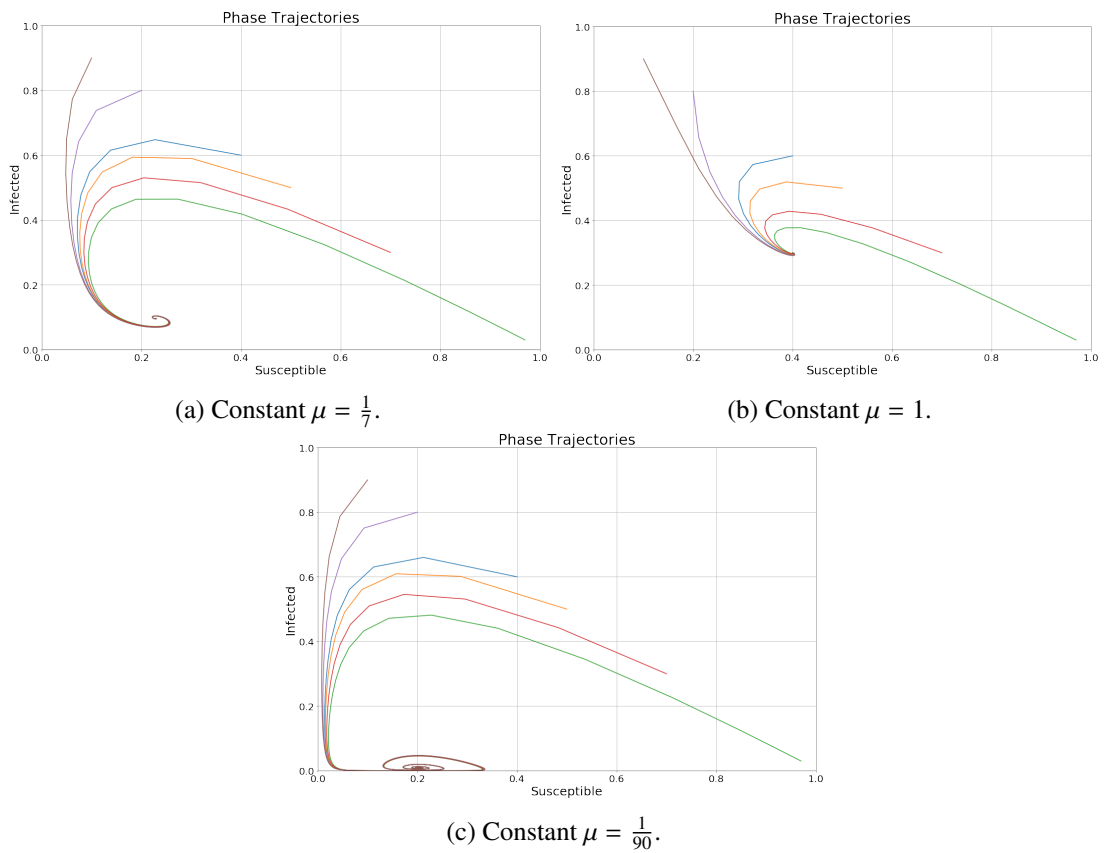 Phase Trajectories
1.0
0.8
0.6
0.4
0.2
0.0
Infected
0.0 0.2 0.4 0.6 0.8 1.0
Susceptible
(a) Constant μ = 1/7.
Phase Trajectories
1.0
0.8
0.6
0.4
0.2
0.0
Infected
0.0 0.2 0.4 0.6 0.8 1.0
Susceptible
(b) Constant μ = 1.
Phase Trajectories
1.0
0.8
0.6
0.4
0.2
0.0
Infected
0.0 0.2 0.4 0.6 0.8 1.0
Susceptible
(c) Constant μ = 1/90.